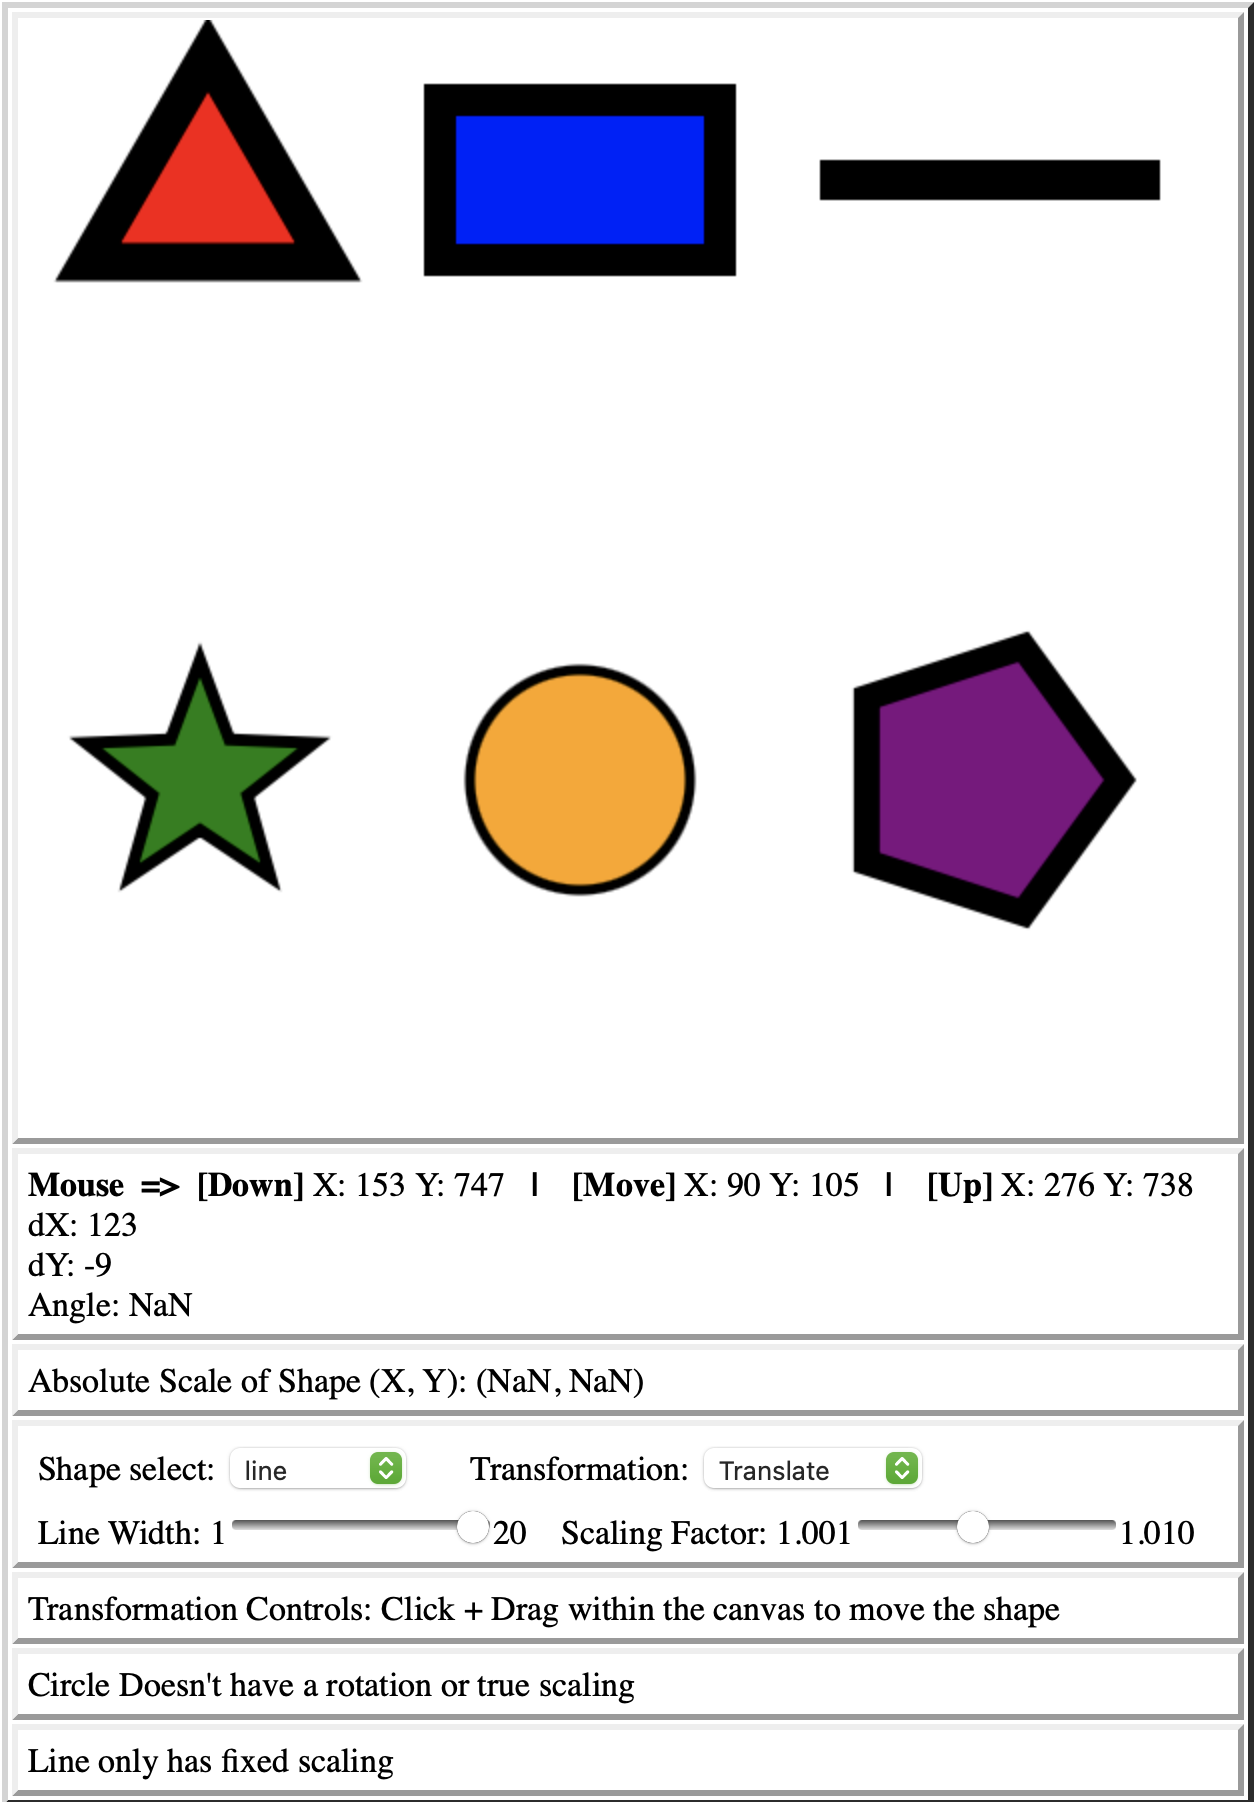 Mouse => [Down] X: 153 Y: 747 | [Move] X: 90 Y: 105 | [Up] X: 276 Y: 738
dX: 123
dY: -9
Angle: NaN
Absolute Scale of Shape (X, Y): (NaN, NaN)
Shape select: line Transformation: Translate
Line Width: 1 20 Scaling Factor: 1.001 1.010
Transformation Controls: Click + Drag within the canvas to move the shape
Circle Doesn't have a rotation or true scaling
Line only has fixed scaling